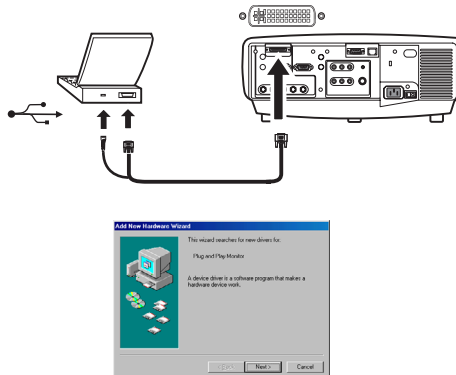 Add New Hardware Wizard
This wizard searches for new drivers for:
Plug and Play Monitor
A device driver is a software program that makes a
hardware device work.
< Back
Next >
Cancel